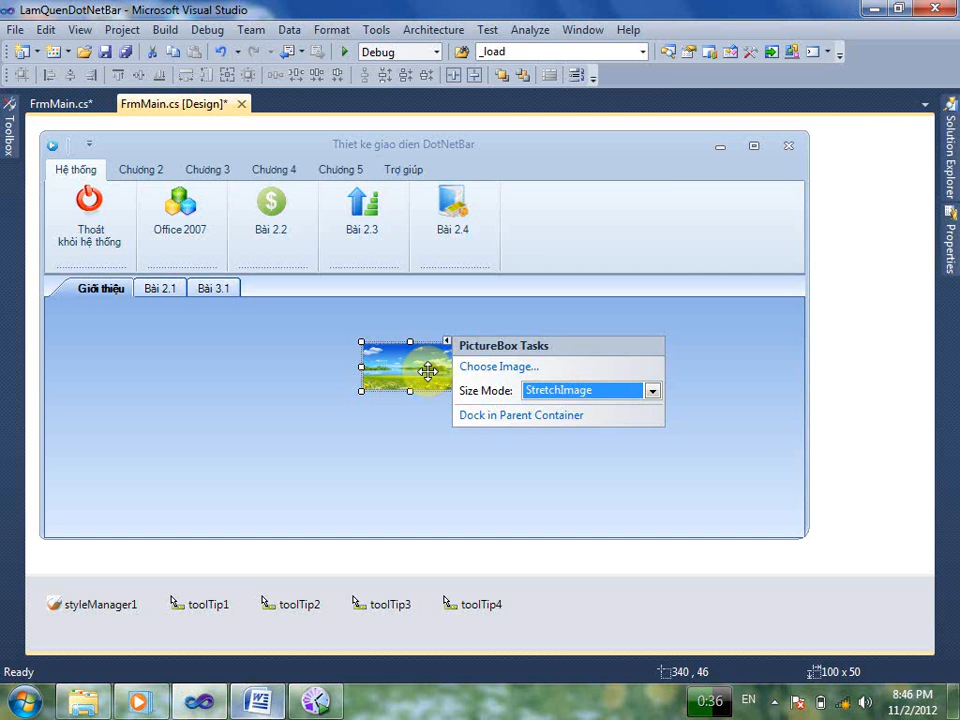 LamQuenDotNetBar - Microsoft Visual Studio
File Edit View Project Build Debug Team Data Format Tools Architecture Test Analyze Window Help
Debug _load
FrmMain.cs* FrmMain.cs [Design]*
Toolbox
Solution Explorer
Properties
Thiet ke giao dien DotNetBar
Hệ thống Chương 2 Chương 3 Chương 4 Chương 5 Trợ giúp
Thoát
khỏi hệ thống
Office 2007
Bài 2.2
Bài 2.3
Bài 2.4
Giới thiệu Bài 2.1 Bài 3.1
PictureBox Tasks
Choose Image...
Size Mode: StretchImage
Dock in Parent Container
styleManager1 toolTip1 toolTip2 toolTip3 toolTip4
Ready 340 , 46 100 x 50
0:36 EN 8:46 PM
11/2/2012